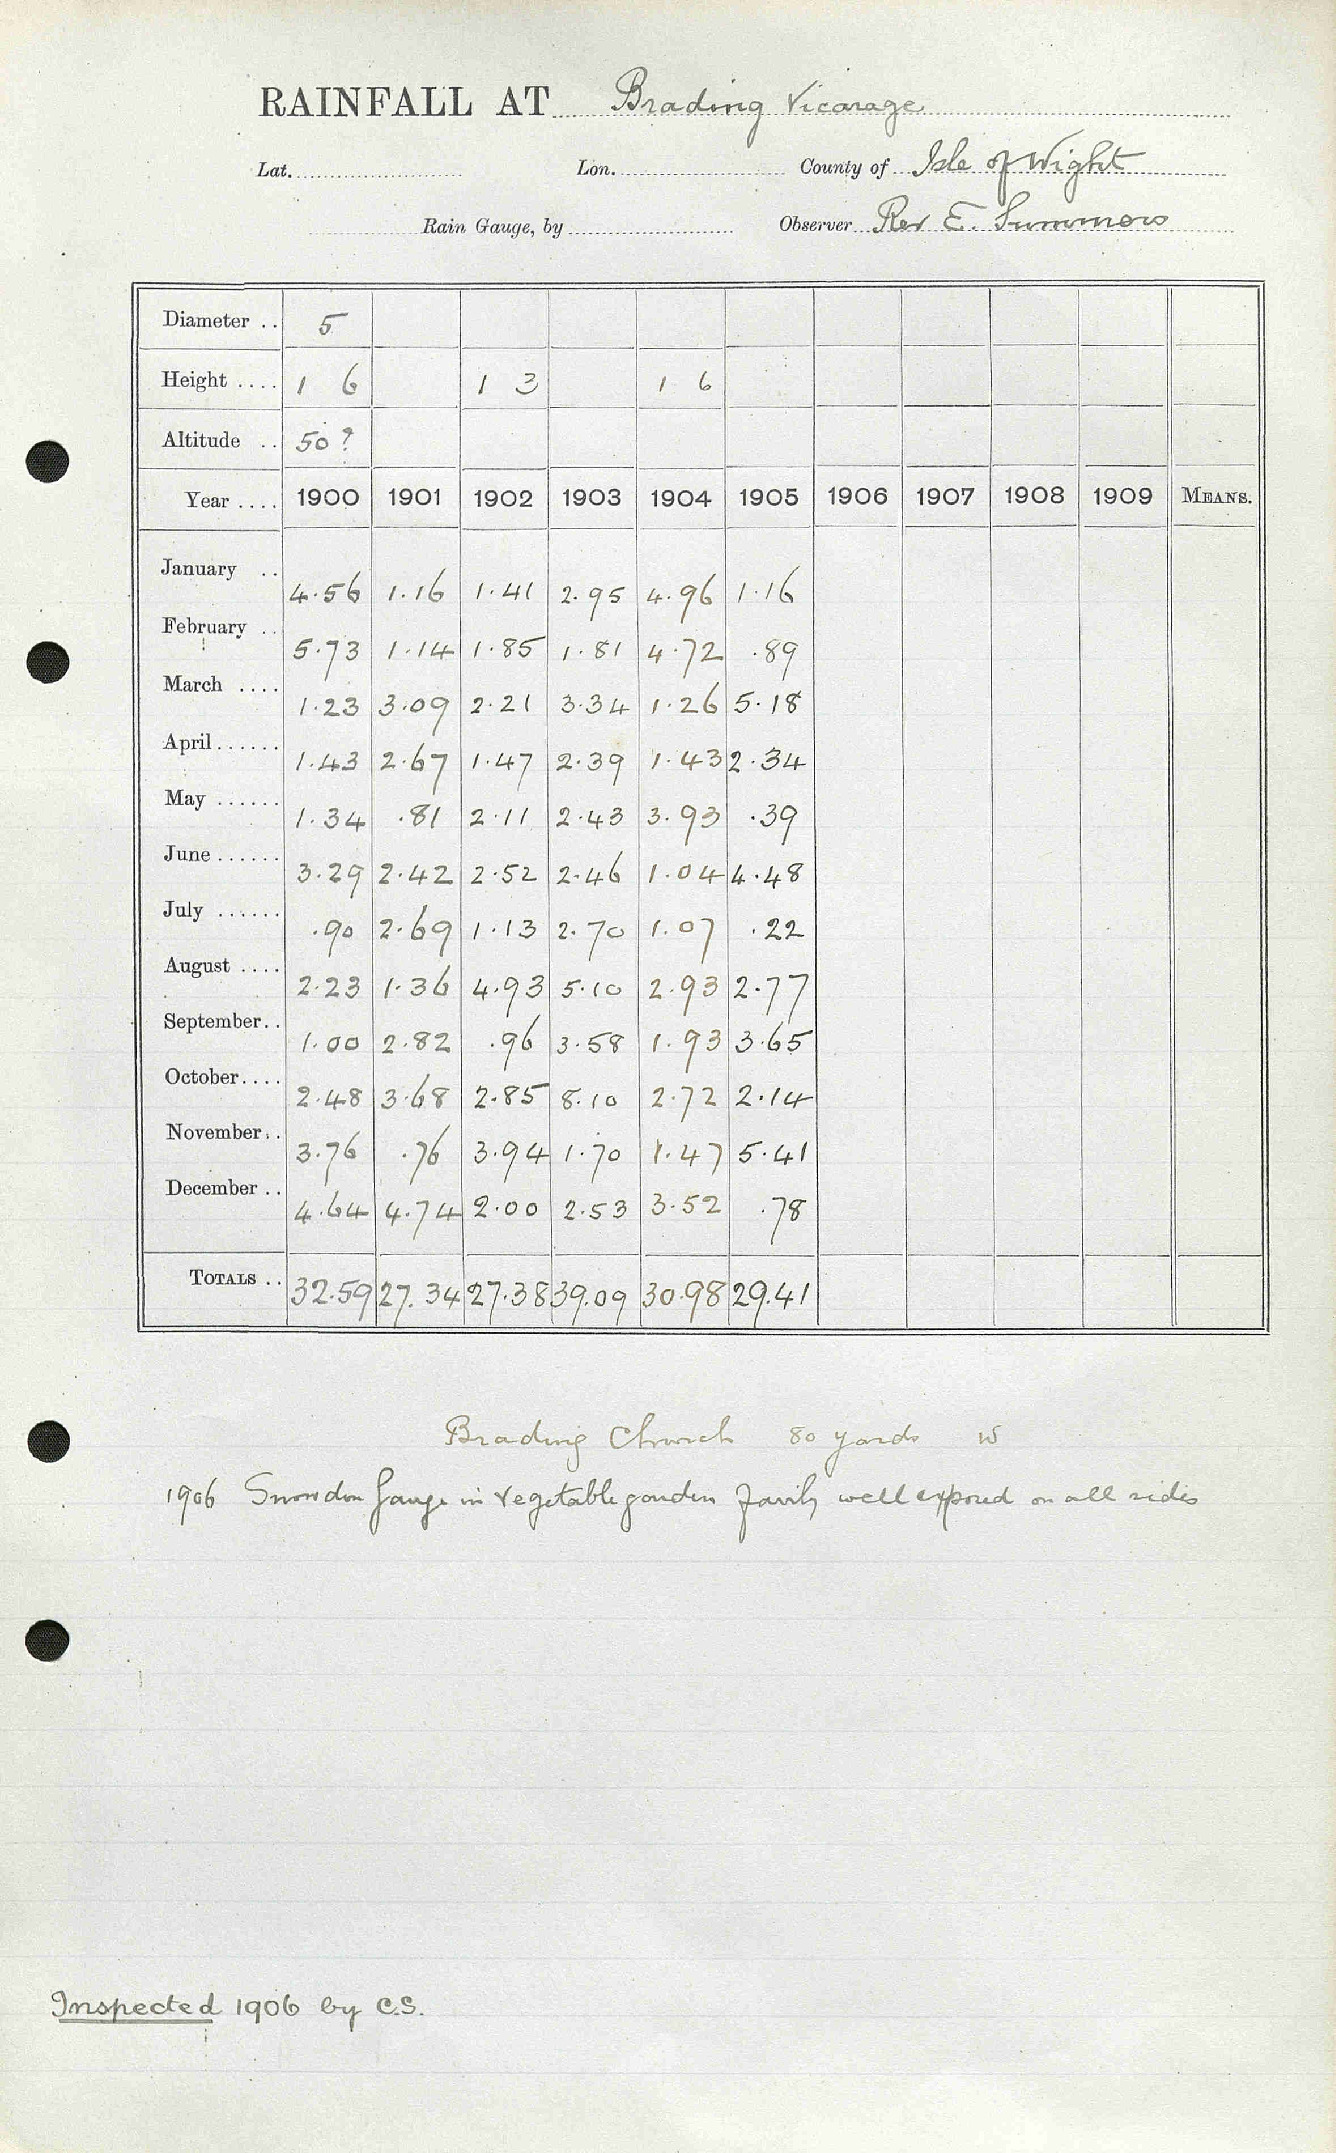 RAINFALL AT Brading Vicarage
Lat. Lon. County of Isle of Wight
Rain Gauge, by Observer Rev E. Summers
Diameter .. 5
Height .... 1 6 1 3 1 6
Altitude .. 50?
Year .... 1900 1901 1902 1903 1904 1905 1906 1907 1908 1909 MEANS.
January .. 4.56 1.16 1.41 2.95 4.96 1.16
February .. 5.73 1.14 1.85 1.81 4.72 .89
March .... 1.23 3.09 2.21 3.34 1.26 5.18
April...... 1.43 2.67 1.47 2.39 1.43 2.34
May ...... 1.34 .81 2.11 2.43 3.93 .39
June...... 3.29 2.42 2.52 2.46 1.04 4.48
July ...... .90 2.69 1.13 2.70 1.07 .22
August .... 2.23 1.36 4.93 5.10 2.93 2.77
September.. 1.00 2.82 .96 3.58 1.93 3.65
October.... 2.48 3.68 2.85 8.10 2.72 2.14
November.. 3.76 .76 3.94 1.70 1.47 5.41
December .. 4.64 4.74 2.00 2.53 3.52 .78
TOTALS .. 32.59 27.34 27.38 39.09 30.98 29.41
Brading Church 80 yards W
1906 Snowdon Gauge in vegetable garden fairly well exposed on all sides
Inspected 1906 by C.S.